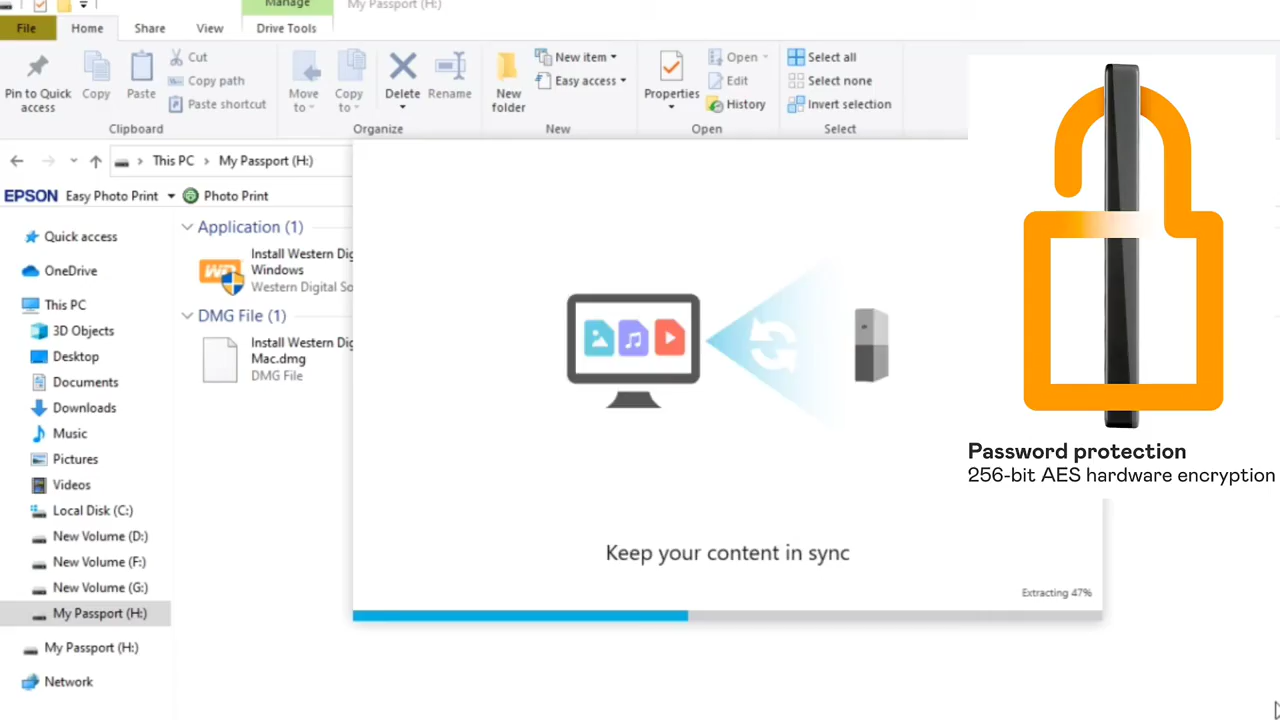 Manage
My Passport (H:)
File
Home
Share
View
Drive Tools
Pin to Quick
access
Copy
Paste
Cut
Copy path
Paste shortcut
Clipboard
Move
to
Copy
to
Delete
Rename
Organize
New
folder
New item
Easy access
New
Properties
Open
Edit
History
Open
Select all
Select none
Invert selection
Select
This PC
My Passport (H:)
EPSON Easy Photo Print
Photo Print
Quick access
OneDrive
This PC
3D Objects
Desktop
Documents
Downloads
Music
Pictures
Videos
Local Disk (C:)
New Volume (D:)
New Volume (F:)
New Volume (G:)
My Passport (H:)
My Passport (H:)
Network
Application (1)
WD
Install Western Dig
Windows
Western Digital So
DMG File (1)
Install Western Dig
Mac.dmg
DMG File
Keep your content in sync
Extracting 47%
Password protection
256-bit AES hardware encryption